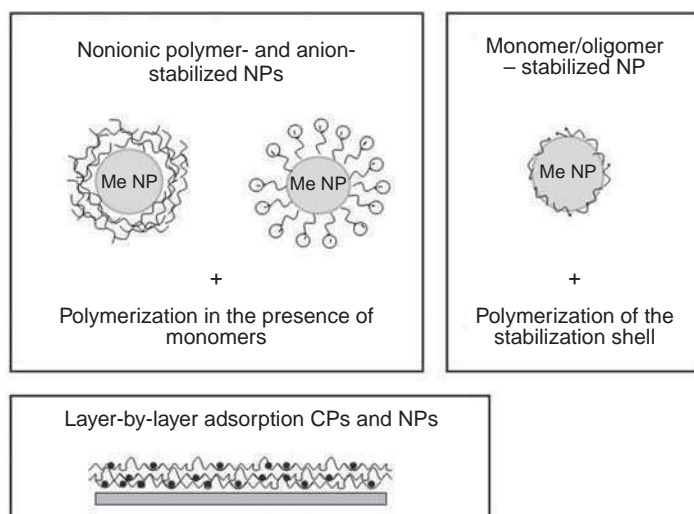 Nonionic polymer- and anion-
stabilized NPs
Me NP
Me NP
+
Polymerization in the presence of
monomers
Monomer/oligomer
– stabilized NP
Me NP
+
Polymerization of the
stabilization shell
Layer-by-layer adsorption CPs and NPs